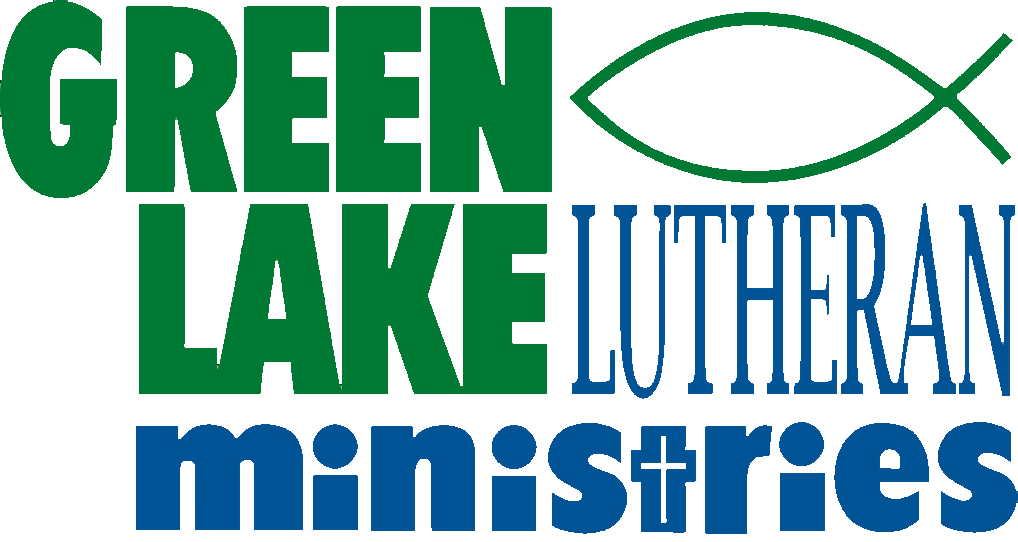 GREEN
LAKE LUTHERAN
ministries